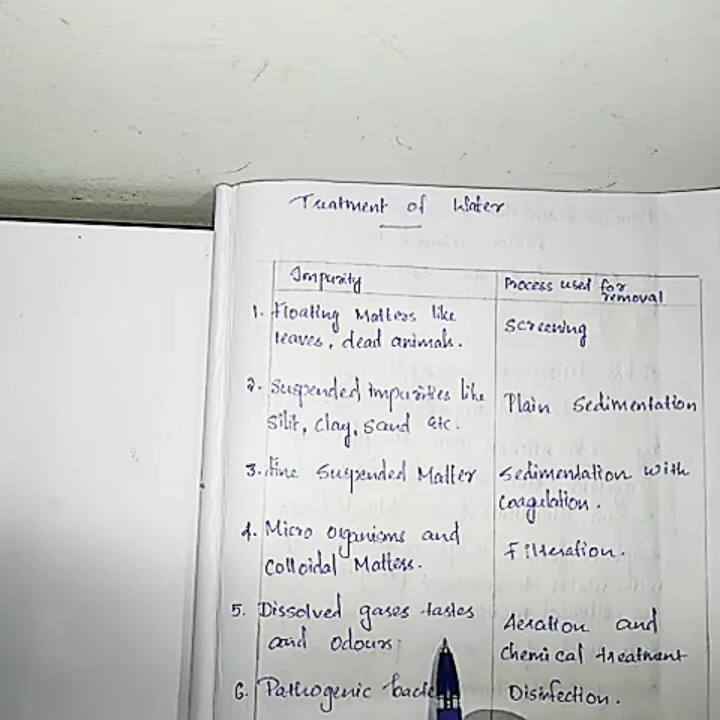 Treatment of Water
Impurity
Process used for
removal
1. Floating Matters like
leaves, dead animals.
Screening
2. Suspended impurities like
Silit, clay, sand etc.
Plain Sedimentation
3. Fine Suspended Matter
Sedimentation with
coagulation.
4. Micro organisms and
Colloidal Matters.
Filteration.
5. Dissolved gases tastes
and odours.
Aeration and
chemical treatment
6. Pathogenic
Disinfection.